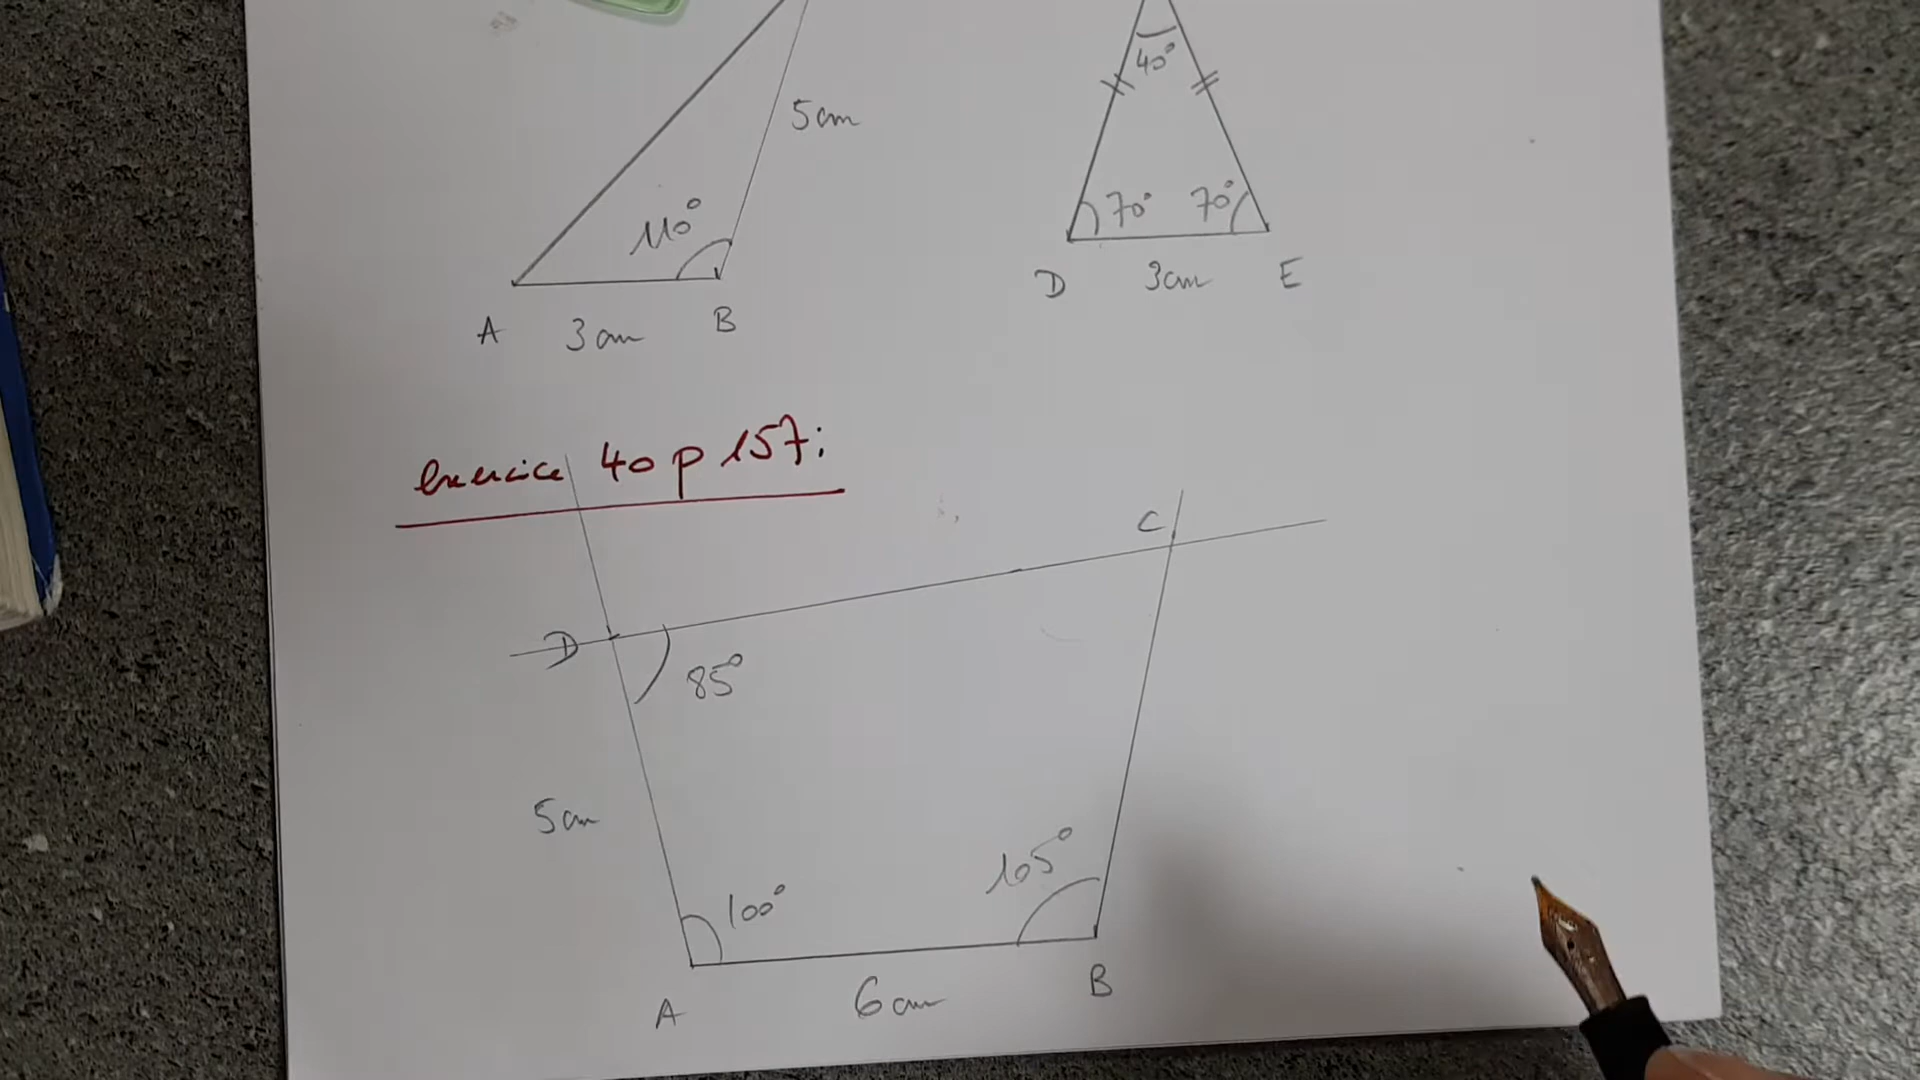 40°
5cm
110°
70° 70°
A 3cm B
D 3cm E
exercice 40 p 157:
C
D
85°
5cm
105°
100°
A 6cm B